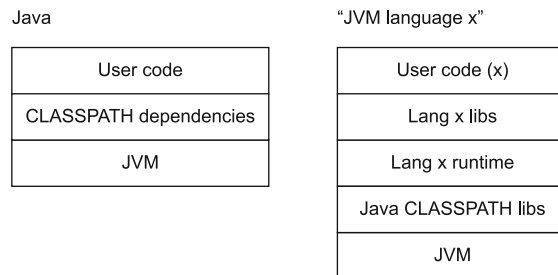 Java
User code
CLASSPATH dependencies
JVM
“JVM language x”
User code (x)
Lang x libs
Lang x runtime
Java CLASSPATH libs
JVM